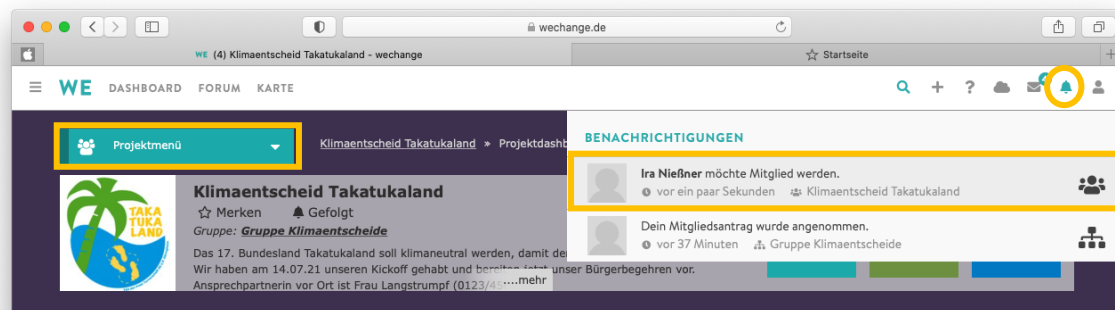 wechange.de
WE (4) Klimaentscheid Takatukaland - wechange
Startseite
WE DASHBOARD FORUM KARTE
Projektmenü
Klimaentscheid Takatukaland » Projektdashb
BENACHRICHTIGUNGEN
Ira Nießner möchte Mitglied werden.
vor ein paar Sekunden Klimaentscheid Takatukaland
Dein Mitgliedsantrag wurde angenommen.
vor 37 Minuten Gruppe Klimaentscheide
TAKA
TUKA
LAND
Klimaentscheid Takatukaland
Merken Gefolgt
Gruppe: Gruppe Klimaentscheide
Das 17. Bundesland Takatukaland soll klimaneutral werden, damit der
Wir haben am 14.07.21 unseren Kickoff gehabt und bereiten jetzt unser Bürgerbegehren vor.
Ansprechpartnerin vor Ort ist Frau Langstrumpf (0123/45
....mehr